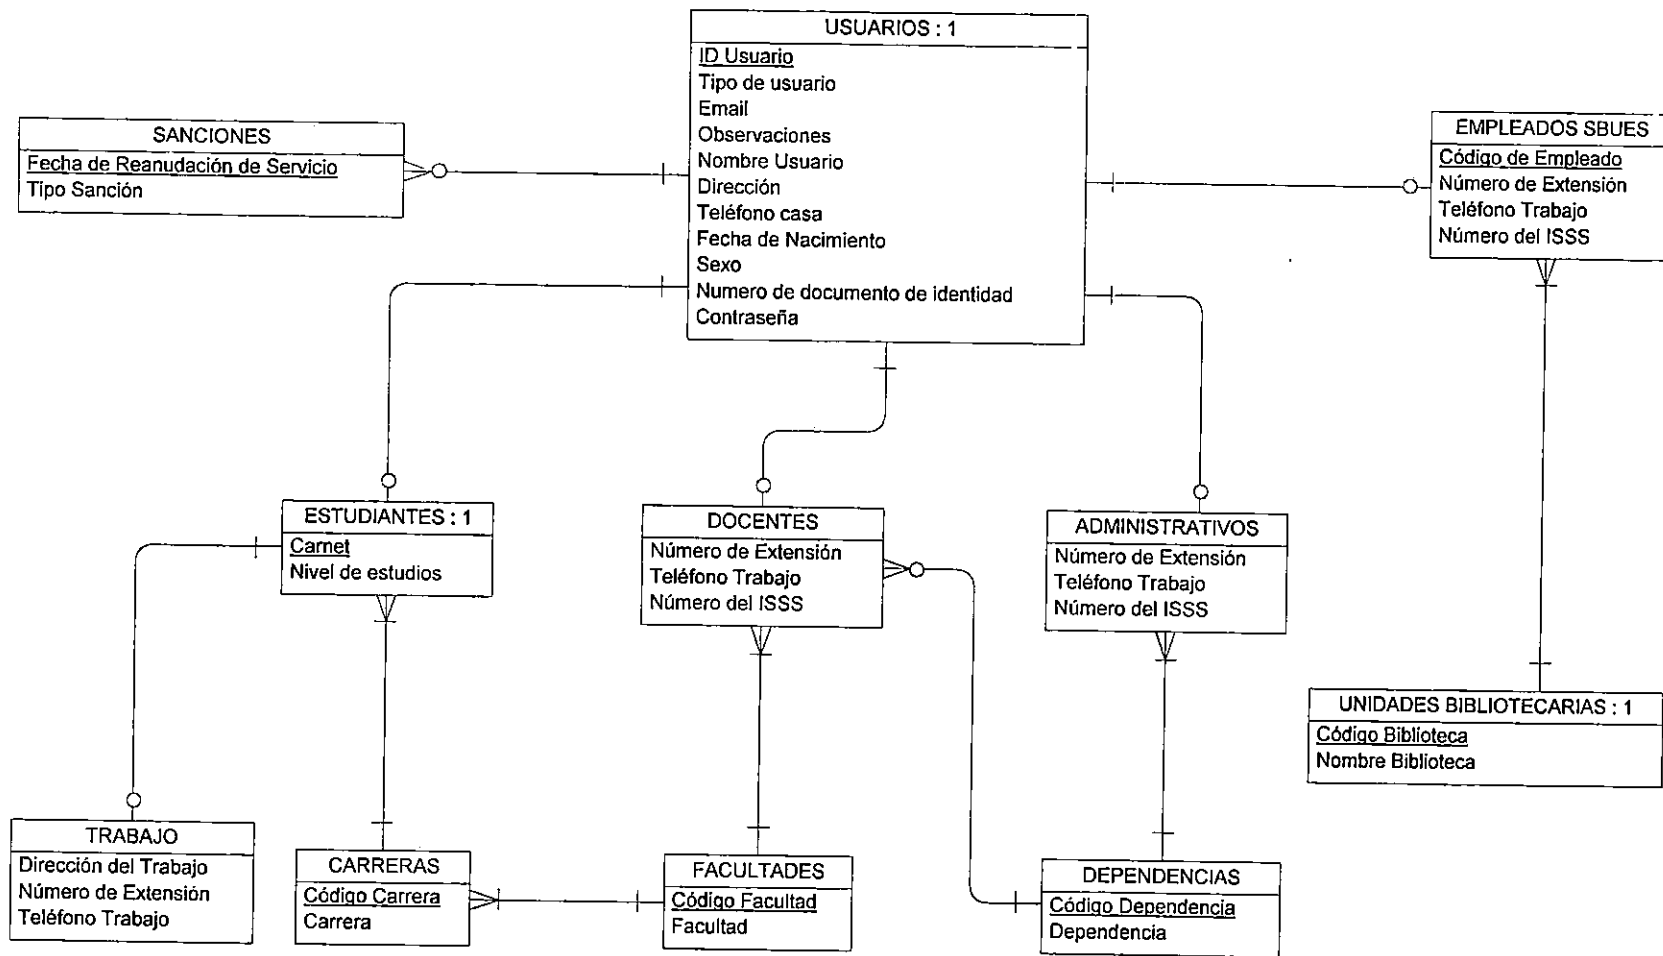 USUARIOS : 1
ID Usuario
Tipo de usuario
Email
Observaciones
Nombre Usuario
Dirección
Teléfono casa
Fecha de Nacimiento
Sexo
Numero de documento de identidad
Contraseña
SANCIONES
Fecha de Reanudación de Servicio
Tipo Sanción
EMPLEADOS SBUES
Código de Empleado
Número de Extensión
Teléfono Trabajo
Número del ISSS
ESTUDIANTES : 1
Carnet
Nivel de estudios
DOCENTES
Número de Extensión
Teléfono Trabajo
Número del ISSS
ADMINISTRATIVOS
Número de Extensión
Teléfono Trabajo
Número del ISSS
UNIDADES BIBLIOTECARIAS : 1
Código Biblioteca
Nombre Biblioteca
TRABAJO
Dirección del Trabajo
Número de Extensión
Teléfono Trabajo
CARRERAS
Código Carrera
Carrera
FACULTADES
Código Facultad
Facultad
DEPENDENCIAS
Código Dependencia
Dependencia